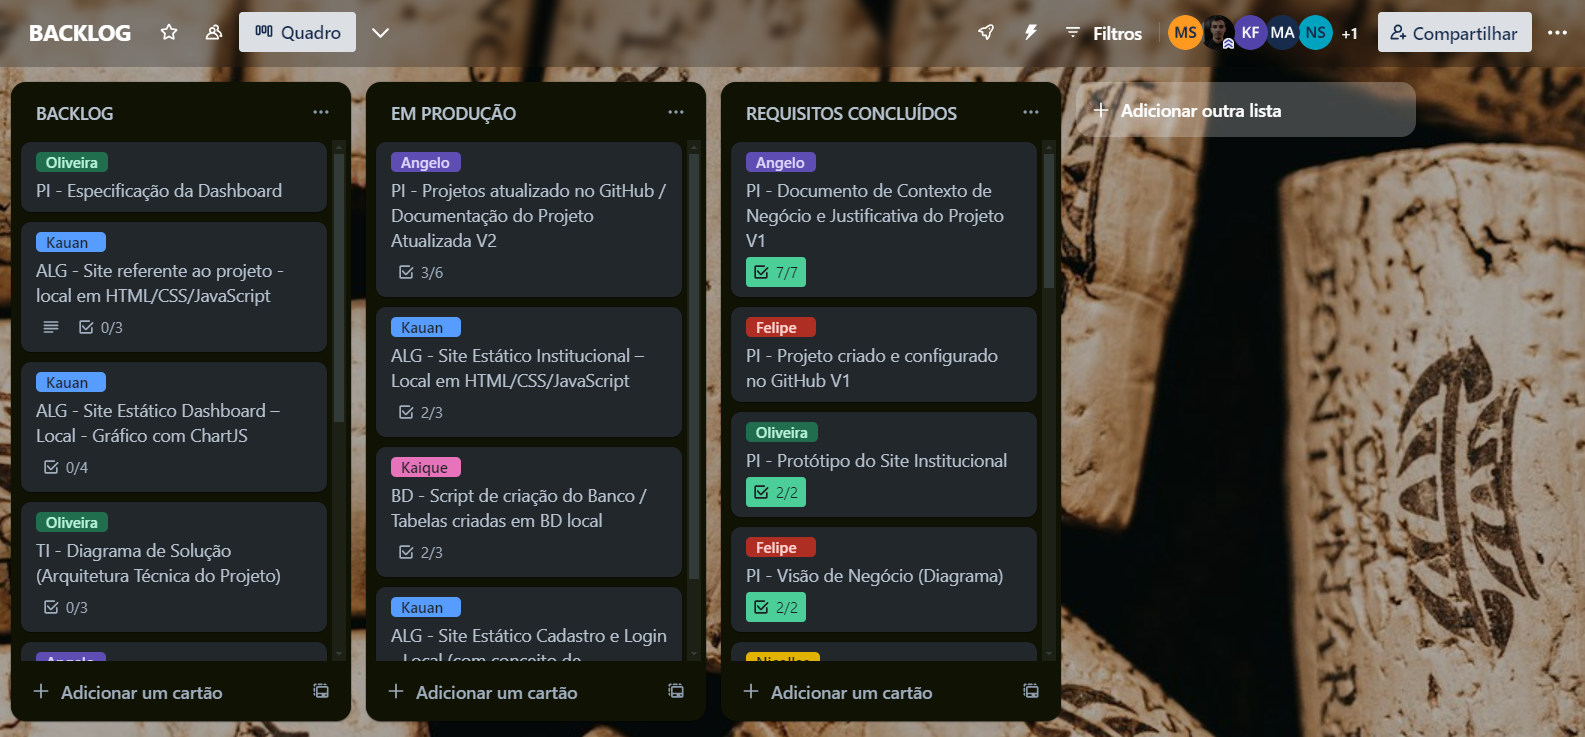 BACKLOG
Quadro
Filtros
MS
KF
MA
NS
+1
Compartilhar
BACKLOG
Oliveira
PI - Especificação da Dashboard
Kauan
ALG - Site referente ao projeto -
local em HTML/CSS/JavaScript
0/3
Kauan
ALG - Site Estático Dashboard –
Local - Gráfico com ChartJS
0/4
Oliveira
TI - Diagrama de Solução
(Arquitetura Técnica do Projeto)
0/3
Angelo
Adicionar um cartão
EM PRODUÇÃO
Angelo
PI - Projetos atualizado no GitHub /
Documentação do Projeto
Atualizada V2
3/6
Kauan
ALG - Site Estático Institucional –
Local em HTML/CSS/JavaScript
2/3
Kaique
BD - Script de criação do Banco /
Tabelas criadas em BD local
2/3
Kauan
ALG - Site Estático Cadastro e Login
- Local (com conceito de
Adicionar um cartão
REQUISITOS CONCLUÍDOS
Angelo
PI - Documento de Contexto de
Negócio e Justificativa do Projeto
V1
7/7
Felipe
PI - Projeto criado e configurado
no GitHub V1
Oliveira
PI - Protótipo do Site Institucional
2/2
Felipe
PI - Visão de Negócio (Diagrama)
2/2
Adicionar um cartão
Adicionar outra lista